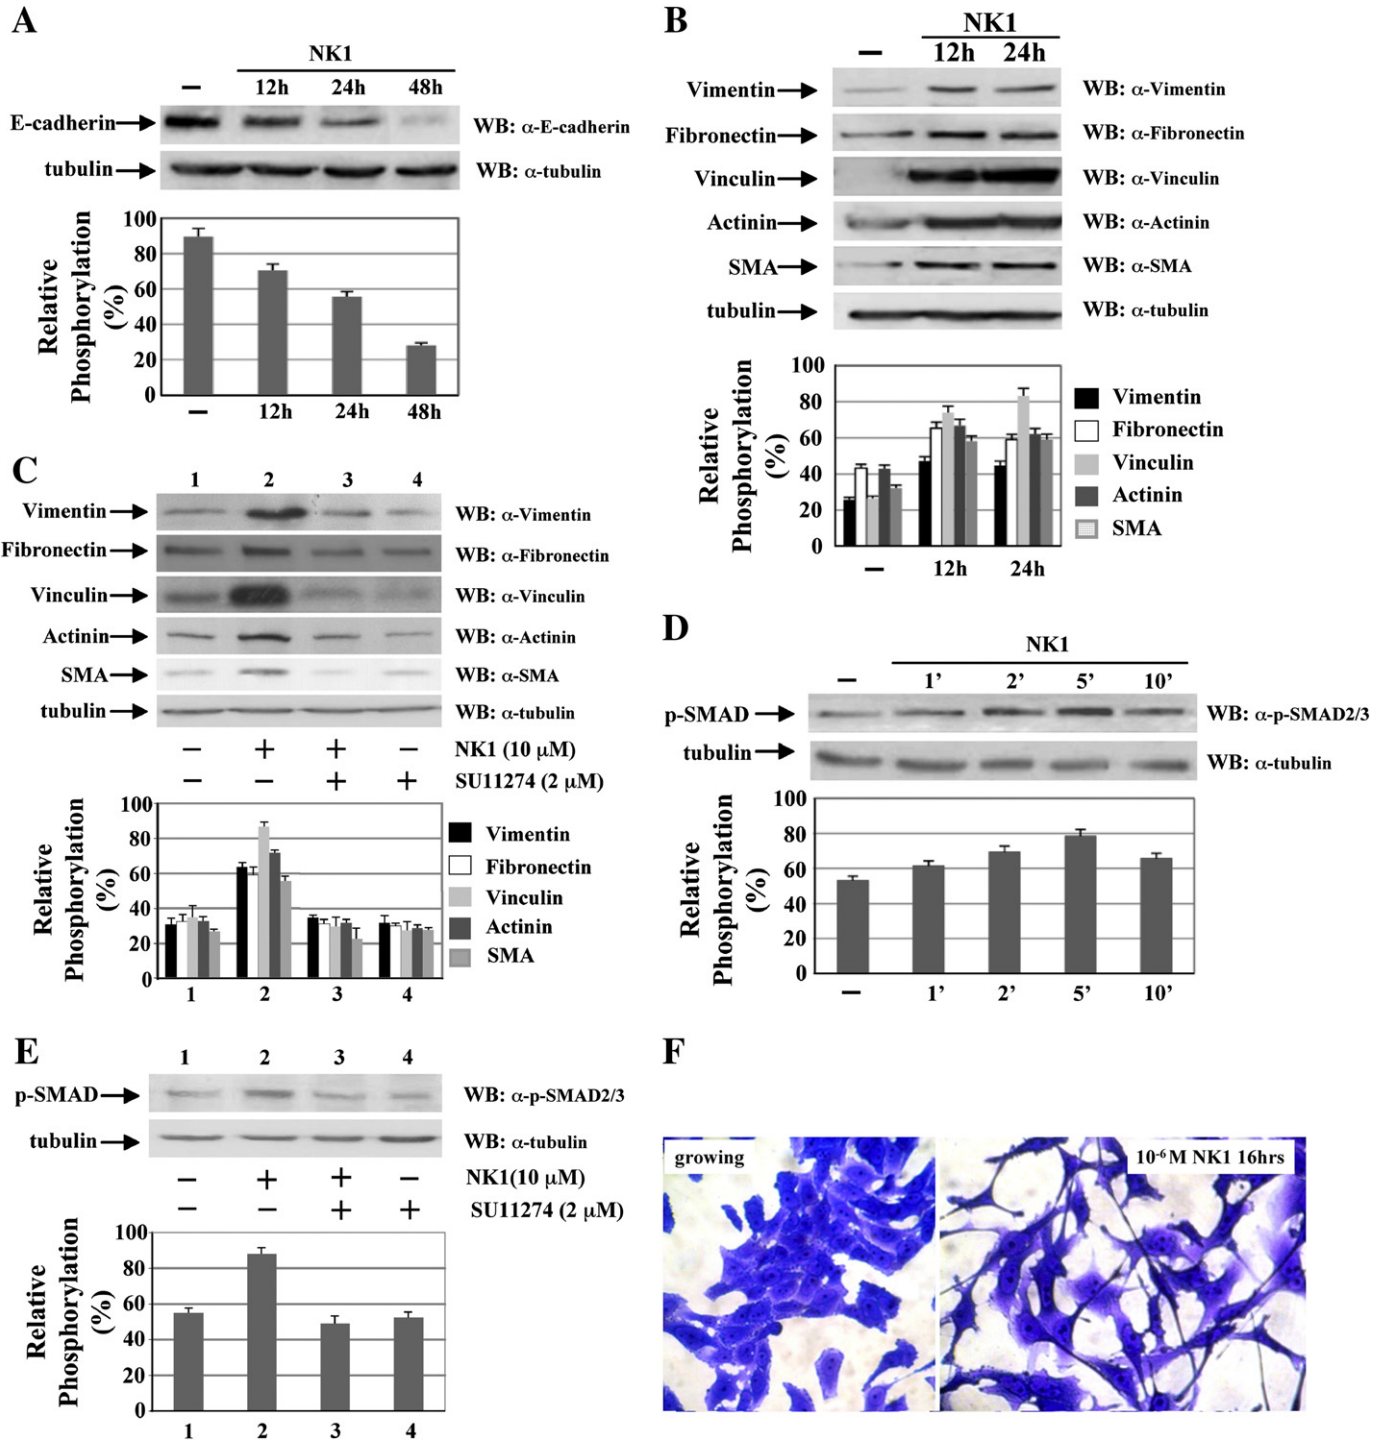 A
NK1
– 12h 24h 48h
E-cadherin WB: α-E-cadherin
tubulin WB: α-tubulin
Relative Phosphorylation (%)
100
80
60
40
20
0
– 12h 24h 48h
B
NK1
– 12h 24h
Vimentin WB: α-Vimentin
Fibronectin WB: α-Fibronectin
Vinculin WB: α-Vinculin
Actinin WB: α-Actinin
SMA WB: α-SMA
tubulin WB: α-tubulin
Relative Phosphorylation (%)
100
80
60
40
20
0
– 12h 24h
Vimentin
Fibronectin
Vinculin
Actinin
SMA
C
1 2 3 4
Vimentin WB: α-Vimentin
Fibronectin WB: α-Fibronectin
Vinculin WB: α-Vinculin
Actinin WB: α-Actinin
SMA WB: α-SMA
tubulin WB: α-tubulin
– + + – NK1 (10 μM)
– – + + SU11274 (2 μM)
Relative Phosphorylation (%)
100
80
60
40
20
0
1 2 3 4
Vimentin
Fibronectin
Vinculin
Actinin
SMA
D
NK1
– 1’ 2’ 5’ 10’
p-SMAD WB: α-p-SMAD2/3
tubulin WB: α-tubulin
Relative Phosphorylation (%)
100
80
60
40
20
0
– 1’ 2’ 5’ 10’
E
1 2 3 4
p-SMAD WB: α-p-SMAD2/3
tubulin WB: α-tubulin
– + + – NK1(10 μM)
– – + + SU11274 (2 μM)
Relative Phosphorylation (%)
100
80
60
40
20
0
1 2 3 4
F
growing
10⁻⁶ M NK1 16hrs